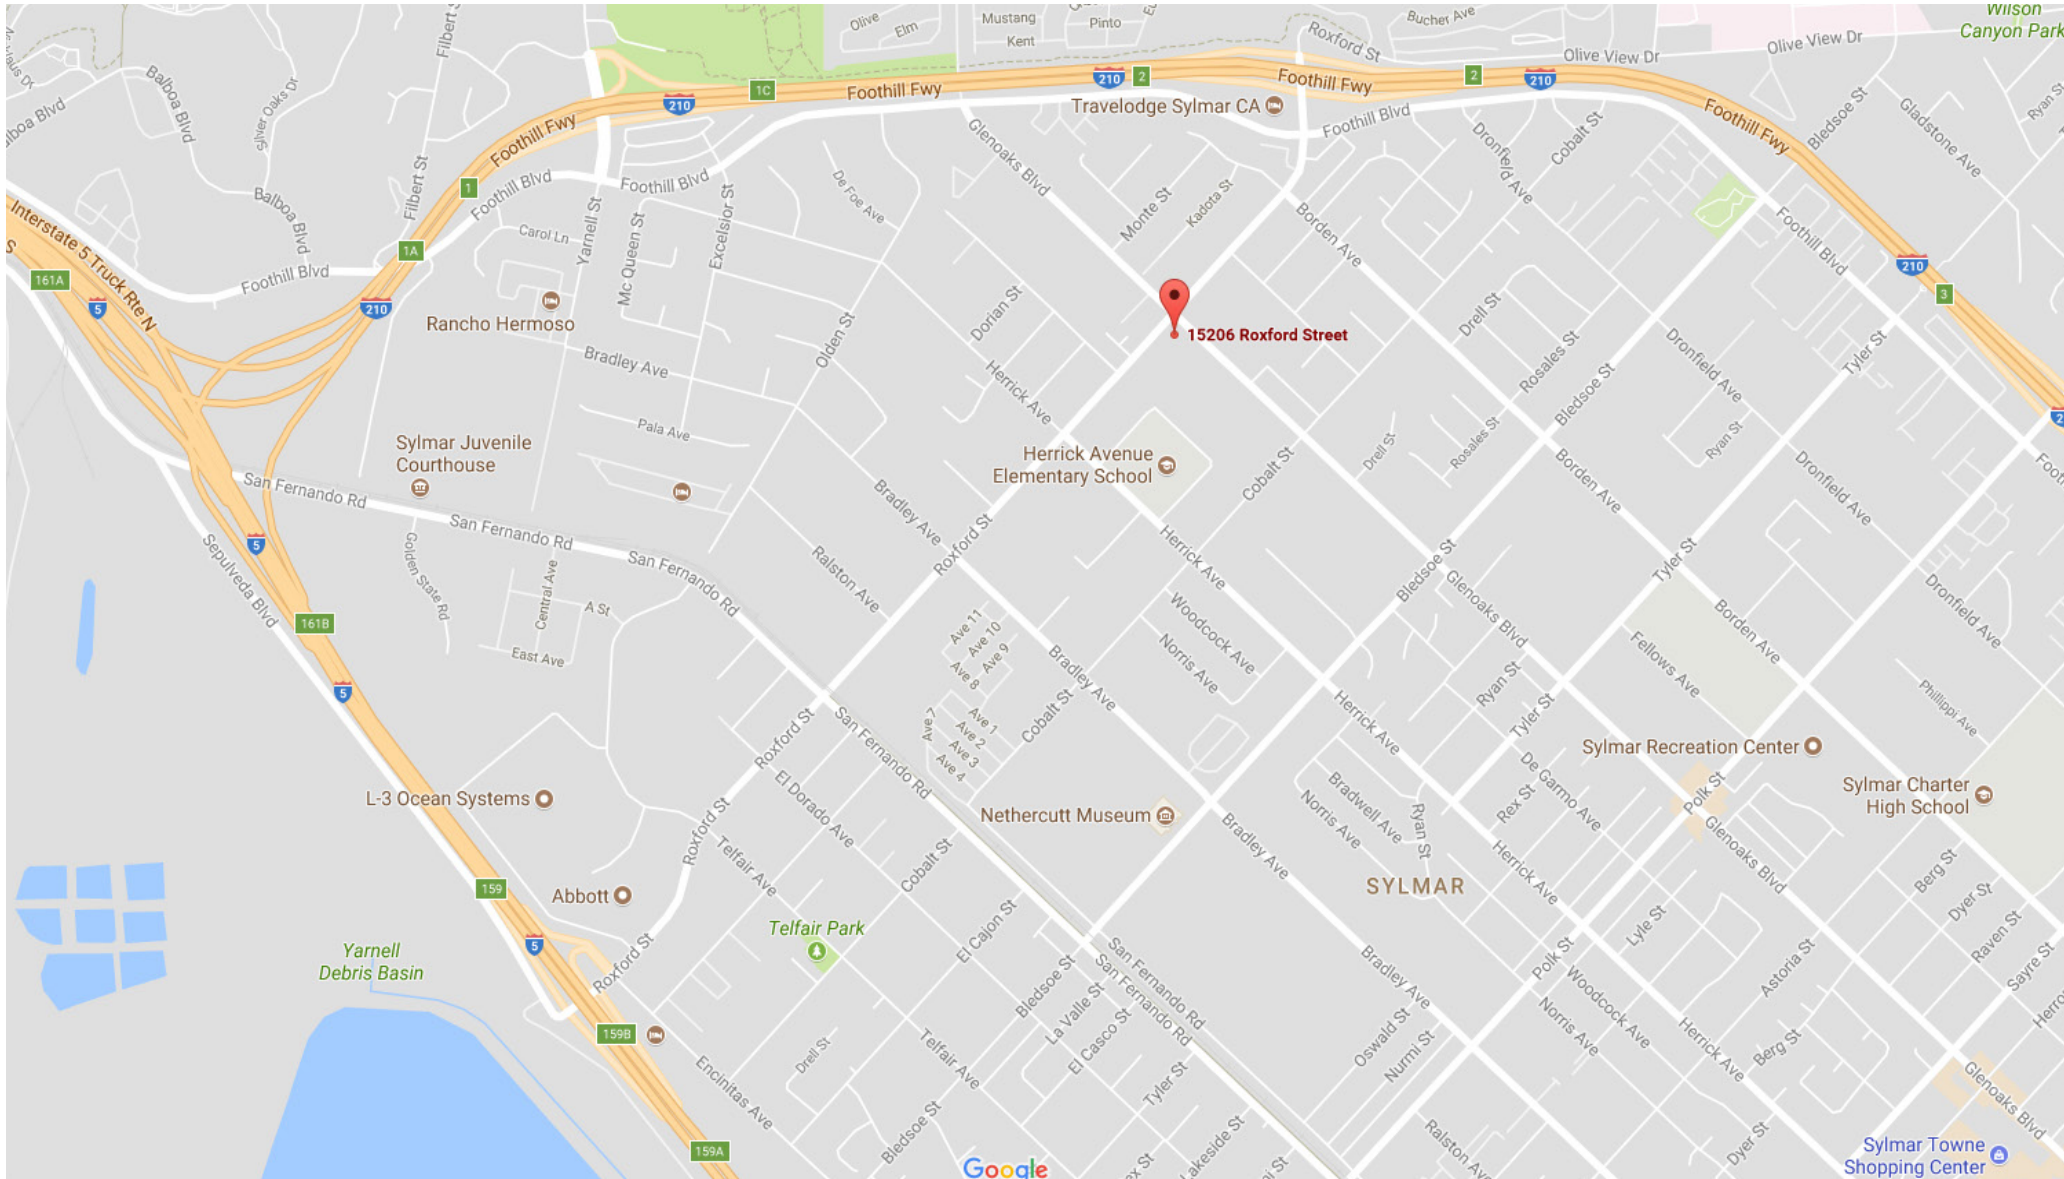 Olive
Elm
Mustang
Pinto
Kent
Bucher Ave
Wilson
Canyon Park
Roxford St
Olive View Dr
Olive View Dr
Filbert S
Balboa Blvd
Silver Oaks Dr
alboa Blvd
1C
210
Foothill Fwy
210
2
Foothill Fwy
2
210
Foothill Fwy
Bledsoe St
Gladstone Ave
Ryan St
Travelodge Sylmar CA
Foothill Blvd
Dronfield Ave
Cobalt St
Foothill Fwy
Glenoaks Blvd
1
Foothill Blvd
Foothill Blvd
Filbert St
Balboa Blvd
De Foe Ave
Monte St
Kadota St
Borden Ave
Foothill Blvd
Interstate 5 Truck Rte N
S
161A
5
1A
210
Foothill Blvd
Carol Ln
Yarnell St
Mc Queen St
Excelsior St
210
3
Rancho Hermoso
Bradley Ave
Olden St
Dorian St
15206 Roxford Street
Drell St
Rosales St
Dronfield Ave
Tyler St
Bledsoe St
Herrick Ave
Pala Ave
Sylmar Juvenile
Courthouse
Herrick Avenue
Elementary School
Cobalt St
Drell St
Rosales St
Ryan St
2
Foot
San Fernando Rd
San Fernando Rd
San Fernando Rd
Bradley Ave
Roxford St
Borden Ave
Dronfield Ave
5
Sepulveda Blvd
Golden State Rd
Central Ave
A St
East Ave
Ralston Ave
Herrick Ave
Bledsoe St
Glenoaks Blvd
Tyler St
Borden Ave
Dronfield Ave
161B
5
Ave 11
Ave 10
Ave 9
Ave 8
Woodcock Ave
Norris Ave
Bradley Ave
Ryan St
Tyler St
Fellows Ave
Phillippi Ave
Ave 7
Ave 1
Ave 2
Ave 3
Ave 4
Cobalt St
Herrick Ave
Roxford St
San Fernando Rd
Sylmar Recreation Center
L-3 Ocean Systems
El Dorado Ave
Roxford St
Nethercutt Museum
Bradwell Ave
Norris Ave
Ryan St
Rex St
De Garmo Ave
Polk St
Sylmar Charter
High School
Telfair Ave
Cobalt St
Bradley Ave
Herrick Ave
Glenoaks Blvd
Berg St
159
Abbott
SYLMAR
Dyer St
Raven St
Sayre St
Herro
Telfair Park
El Cajon St
Lyle St
5
Yarnell
Debris Basin
Roxford St
Bledsoe St
San Fernando Rd
San Fernando Rd
Bradley Ave
Polk St
Woodcock Ave
Astoria St
159B
La Valle St
El Casco St
Norris Ave
Herrick Ave
Berg St
Drell St
Telfair Ave
Encinitas Ave
Tyler St
Oswald St
Nurmi St
Glenoaks Blvd
159A
Bledsoe St
Lakeside St
Ralston Ave
Dyer St
Google
ex St
Sylmar Towne
Shopping Center